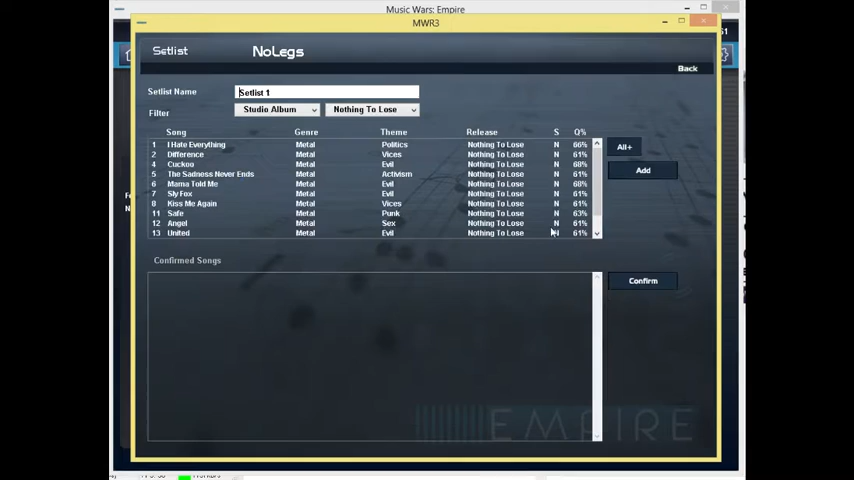 Music Wars: Empire
MWR3
Setlist NoLegs
Back
Setlist Name Setlist 1
Filter Studio Album Nothing To Lose
Song Genre Theme Release S Q%
1 I Hate Everything Metal Politics Nothing To Lose N 66%
2 Difference Metal Vices Nothing To Lose N 61%
4 Cuckoo Metal Evil Nothing To Lose N 68%
5 The Sadness Never Ends Metal Activism Nothing To Lose N 61%
6 Mama Told Me Metal Evil Nothing To Lose N 68%
7 Sly Fox Metal Evil Nothing To Lose N 61%
8 Kiss Me Again Metal Vices Nothing To Lose N 61%
11 Safe Metal Punk Nothing To Lose N 63%
12 Angel Metal Sex Nothing To Lose N 61%
13 United Metal Evil Nothing To Lose N 61%
All+
Add
Confirmed Songs
Confirm
EMPIRE